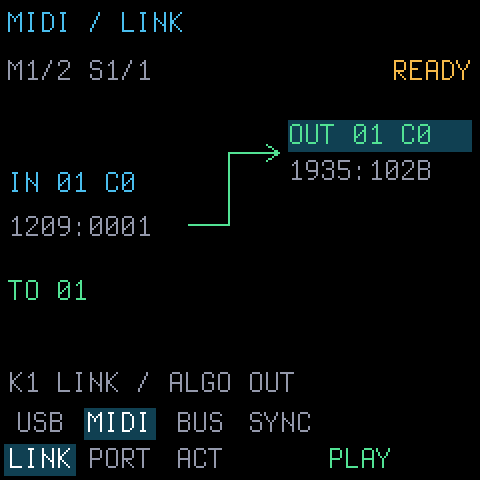 MIDI / LINK
M1/2 S1/1 READY
OUT 01 C0
1935:102B
IN 01 C0
1209:0001
TO 01
K1 LINK / ALGO OUT
USB MIDI BUS SYNC
LINK PORT ACT PLAY